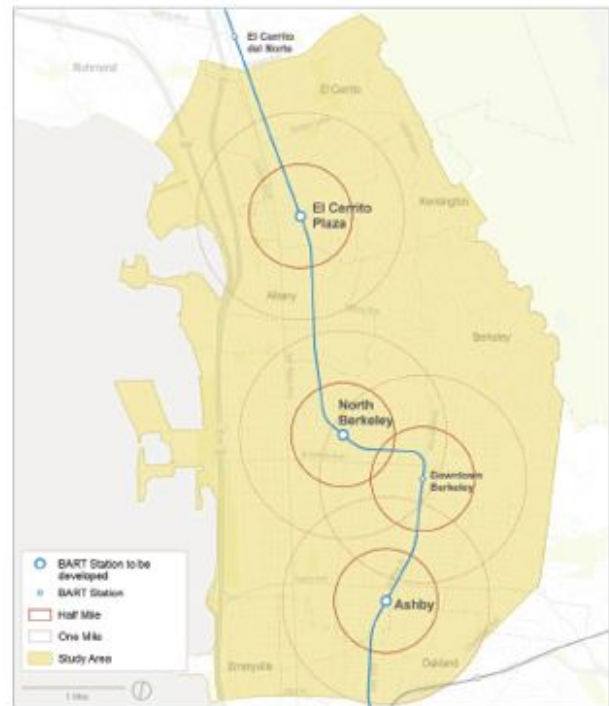 El Cerrito
del Norte
Richmond
El Cerrito
El Cerrito
Plaza
Kensington
Albany
Berkeley
North
Berkeley
Downtown
Berkeley
Ashby
BART Station to be
developed
BART Station
Half Mile
One Mile
Study Area
Emeryville
Oakland
1 Mile